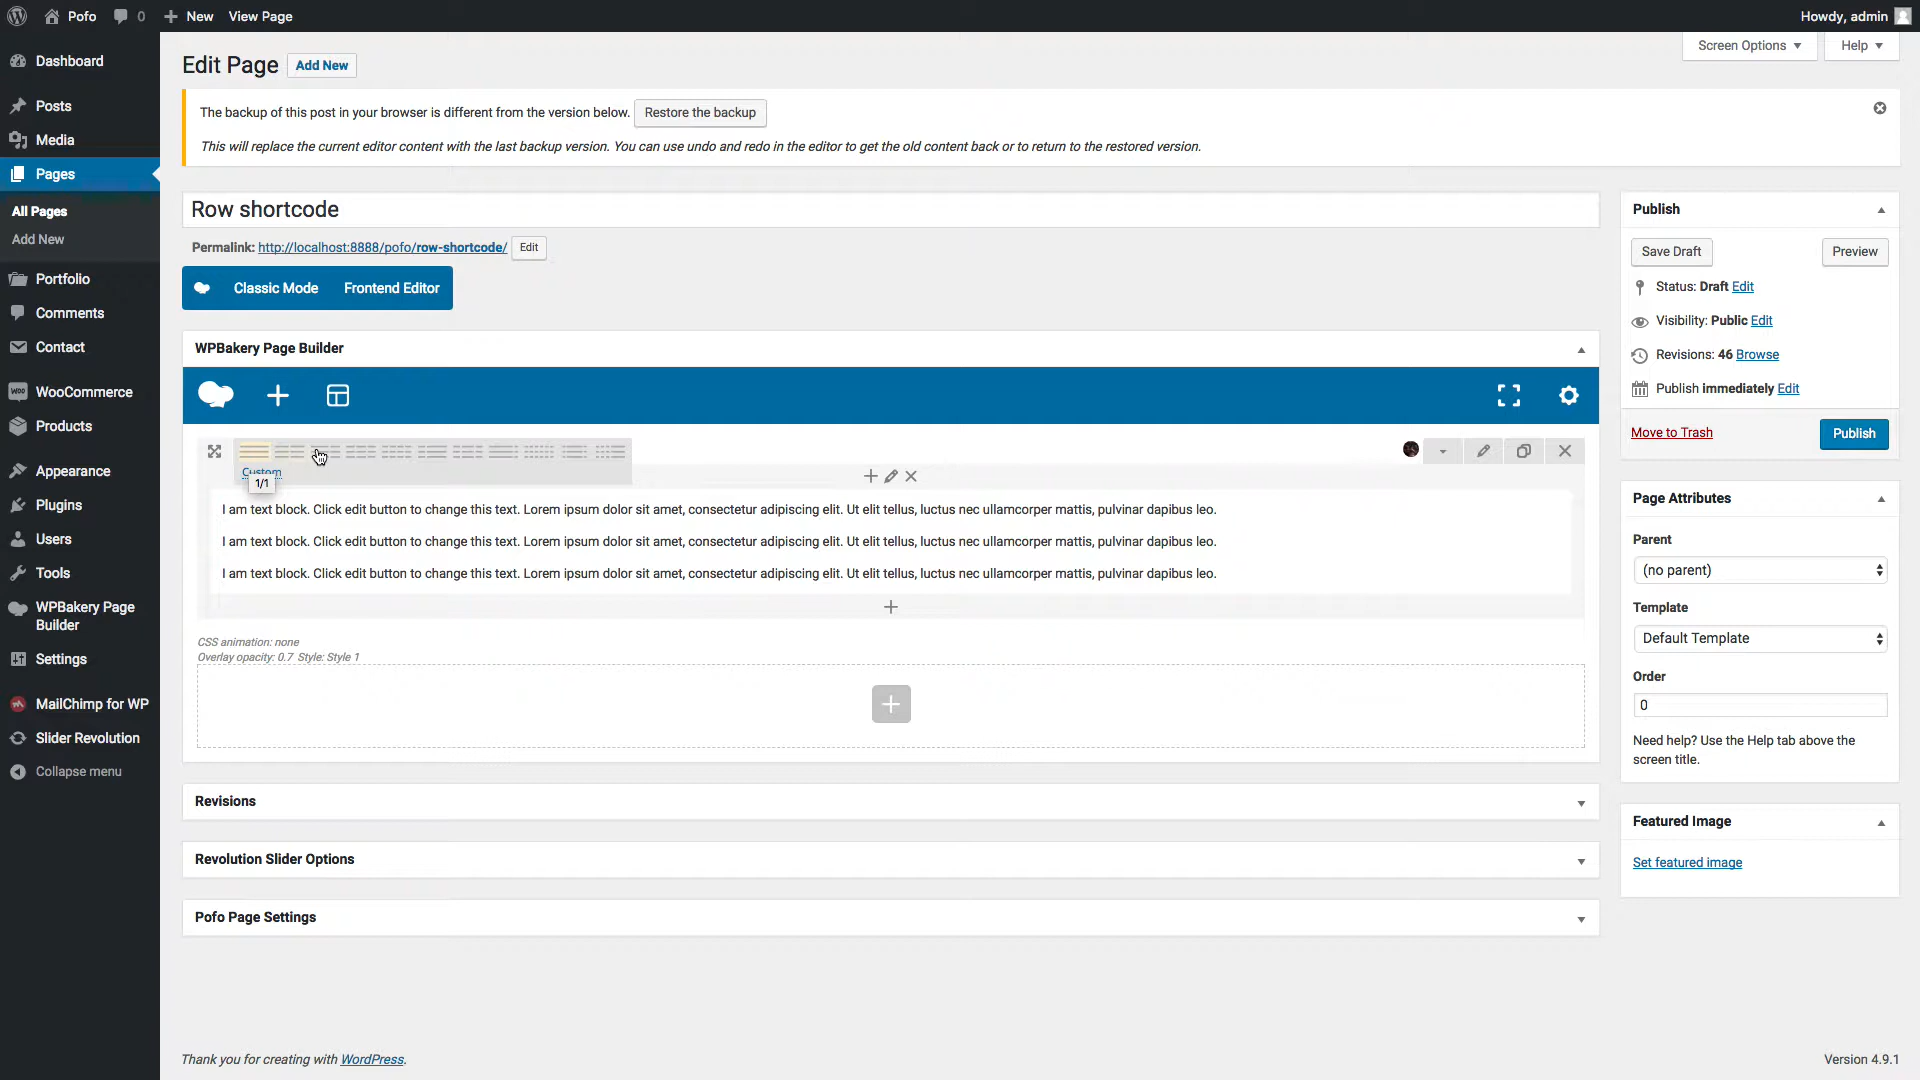 Pofo 0 New View Page Howdy, admin
Screen Options Help
Dashboard
Posts
Media
Pages
All Pages
Add New
Portfolio
Comments
Contact
WooCommerce
Products
Appearance
Plugins
Users
Tools
WPBakery Page
Builder
Settings
MailChimp for WP
Slider Revolution
Collapse menu
Edit Page Add New
The backup of this post in your browser is different from the version below. Restore the backup
This will replace the current editor content with the last backup version. You can use undo and redo in the editor to get the old content back or to return to the restored version.
Row shortcode
Permalink: http://localhost:8888/pofo/row-shortcode/ Edit
Classic Mode Frontend Editor
WPBakery Page Builder
Custom
1/1
I am text block. Click edit button to change this text. Lorem ipsum dolor sit amet, consectetur adipiscing elit. Ut elit tellus, luctus nec ullamcorper mattis, pulvinar dapibus leo.
I am text block. Click edit button to change this text. Lorem ipsum dolor sit amet, consectetur adipiscing elit. Ut elit tellus, luctus nec ullamcorper mattis, pulvinar dapibus leo.
I am text block. Click edit button to change this text. Lorem ipsum dolor sit amet, consectetur adipiscing elit. Ut elit tellus, luctus nec ullamcorper mattis, pulvinar dapibus leo.
CSS animation: none
Overlay opacity: 0.7 Style: Style 1
Revisions
Revolution Slider Options
Pofo Page Settings
Publish
Save Draft Preview
Status: Draft Edit
Visibility: Public Edit
Revisions: 46 Browse
Publish immediately Edit
Move to Trash Publish
Page Attributes
Parent
(no parent)
Template
Default Template
Order
0
Need help? Use the Help tab above the
screen title.
Featured Image
Set featured image
Thank you for creating with WordPress. Version 4.9.1